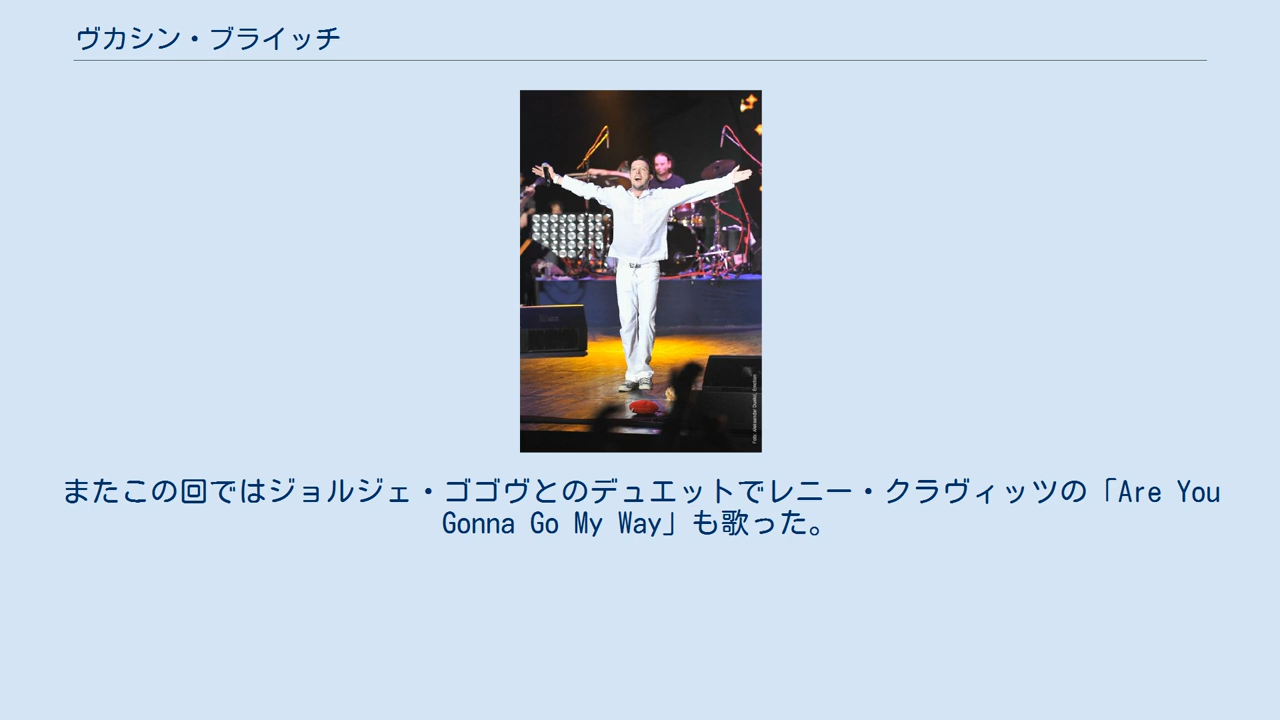 ヴカシン・ブライッチ
またこの回ではジョルジェ・ゴゴヴとのデュエットでレニー・クラヴィッツの「Are You
Gonna Go My Way」も歌った。